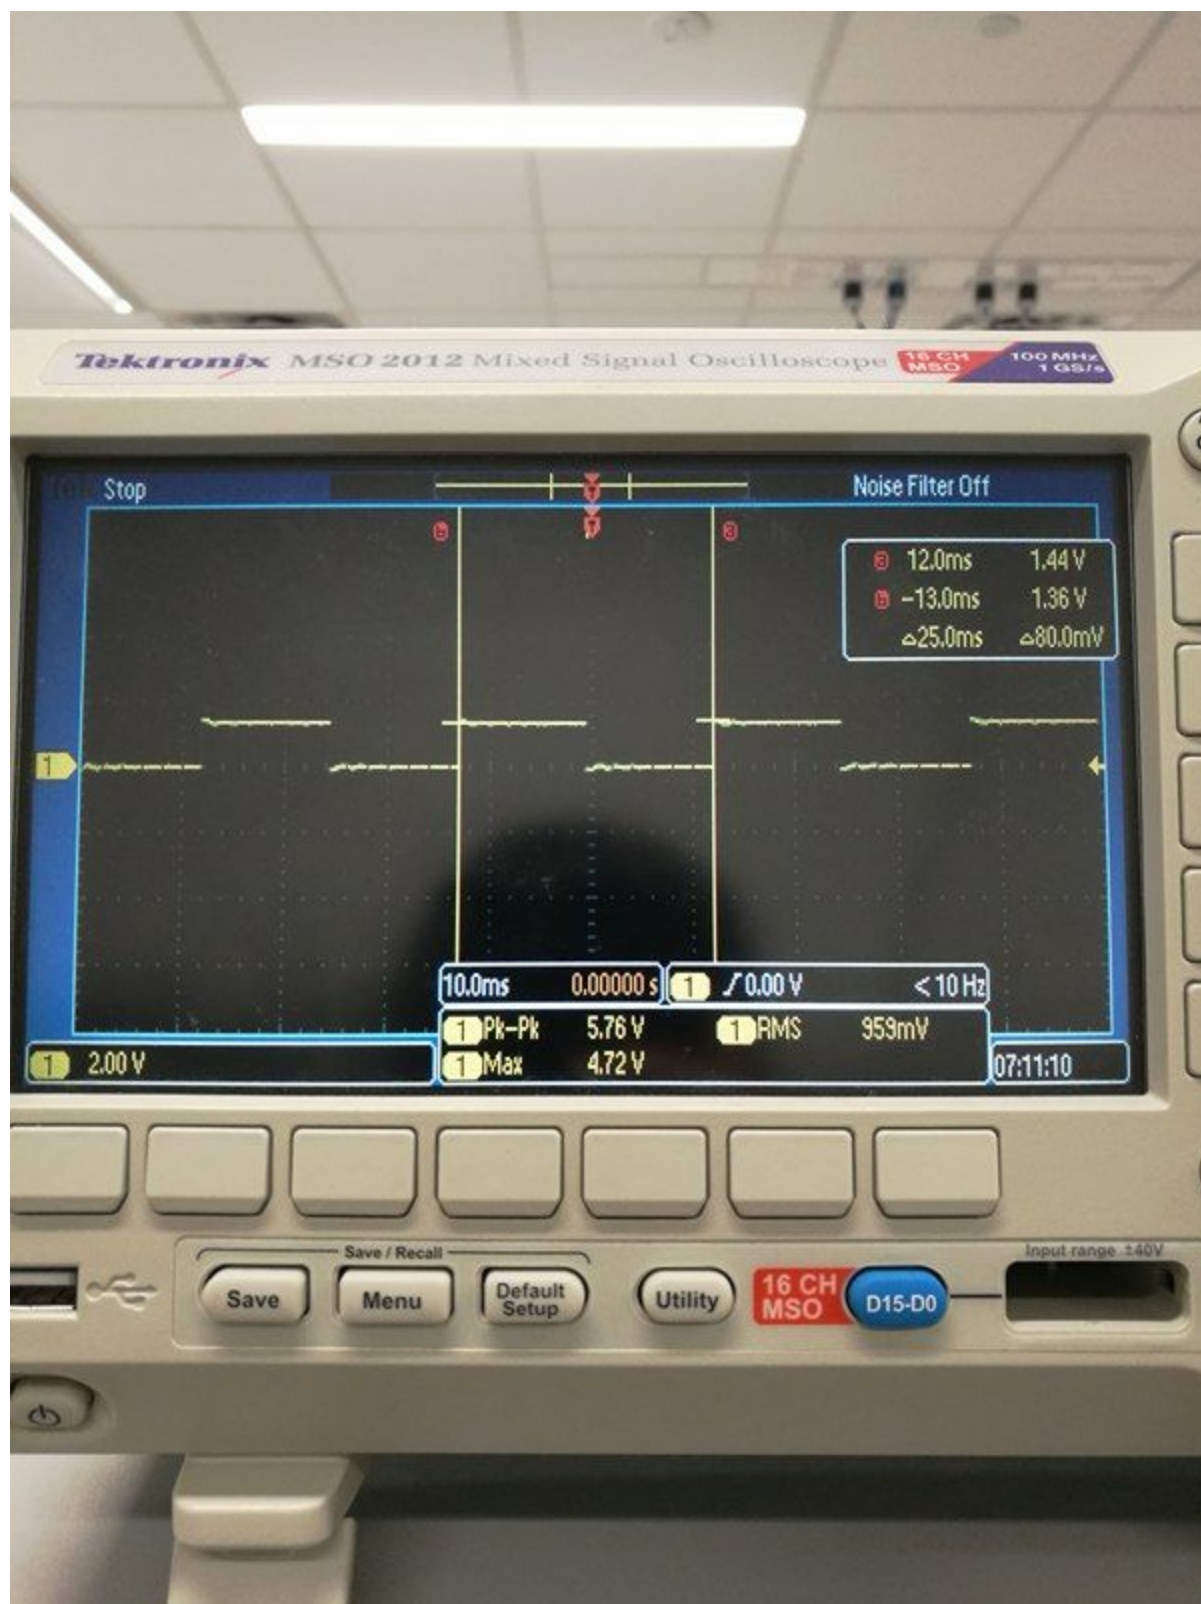 Tektronix MSO 2012 Mixed Signal Oscilloscope 16 CH MSO 100 MHz 1 GS/s
Tek Stop Noise Filter Off
b T a
a 12.0ms 1.44 V
b −13.0ms 1.36 V
△25.0ms △80.0mV
1
10.0ms 0.00000 s 1 / 0.00 V < 10 Hz
1 Pk−Pk 5.76 V 1 RMS 959mV
1 2.00 V 1 Max 4.72 V 07:11:10
Save / Recall
Input range ±40V
Save Menu Default Setup Utility 16 CH MSO D15-D0